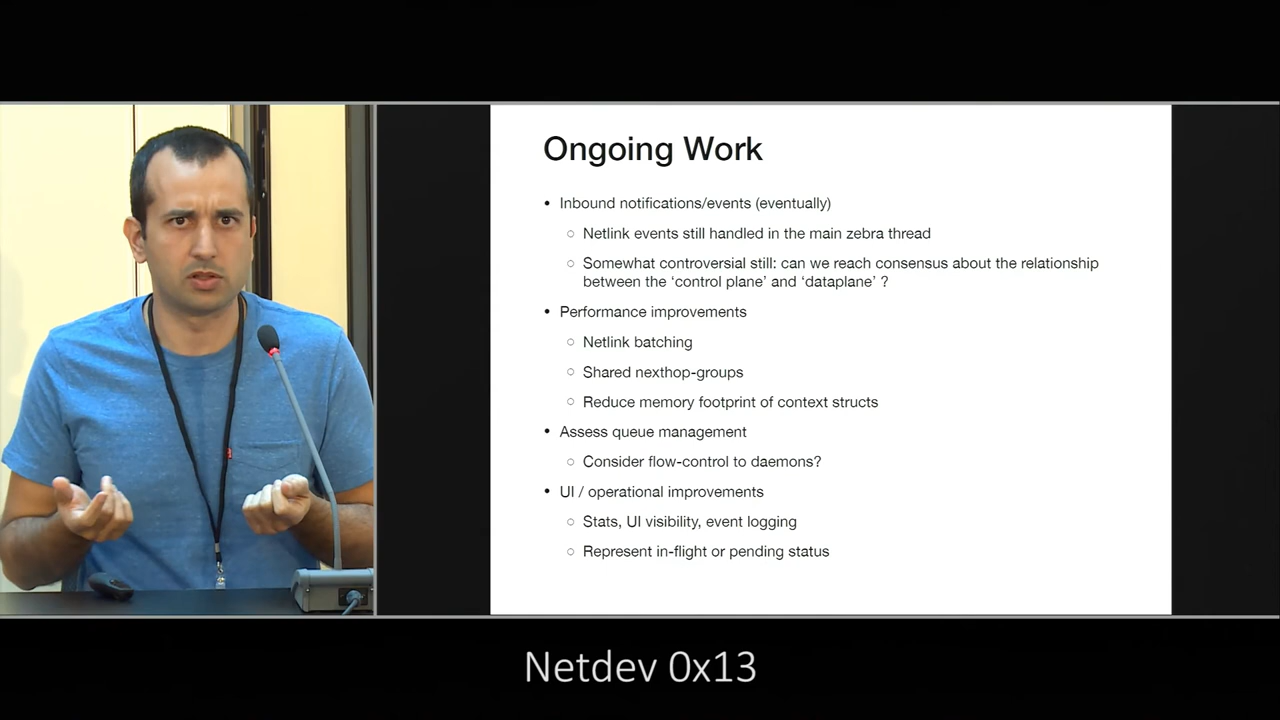 Ongoing Work
• Inbound notifications/events (eventually)
○ Netlink events still handled in the main zebra thread
○ Somewhat controversial still: can we reach consensus about the relationship
between the ‘control plane’ and ‘dataplane’ ?
• Performance improvements
○ Netlink batching
○ Shared nexthop-groups
○ Reduce memory footprint of context structs
• Assess queue management
○ Consider flow-control to daemons?
• UI / operational improvements
○ Stats, UI visibility, event logging
○ Represent in-flight or pending status
Netdev 0x13